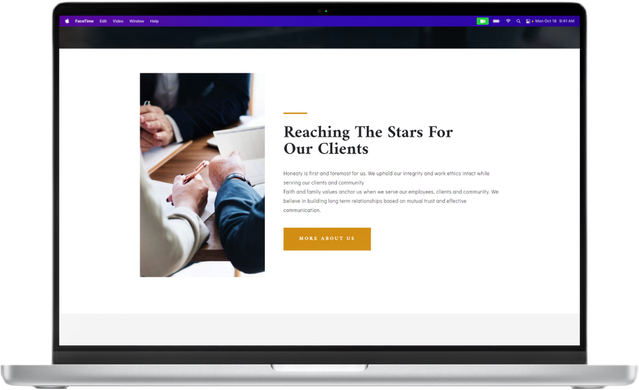 FaceTime Edit Video Window Help Mon Oct 18 9:41 AM
Reaching The Stars For
Our Clients
Honesty is first and foremost for us. We uphold our integrity and work ethics intact while
serving our clients and community.
Faith and family values anchor us when we serve our employees, clients and community. We
believe in building long term relationships based on mutual trust and effective
communication.
MORE ABOUT US